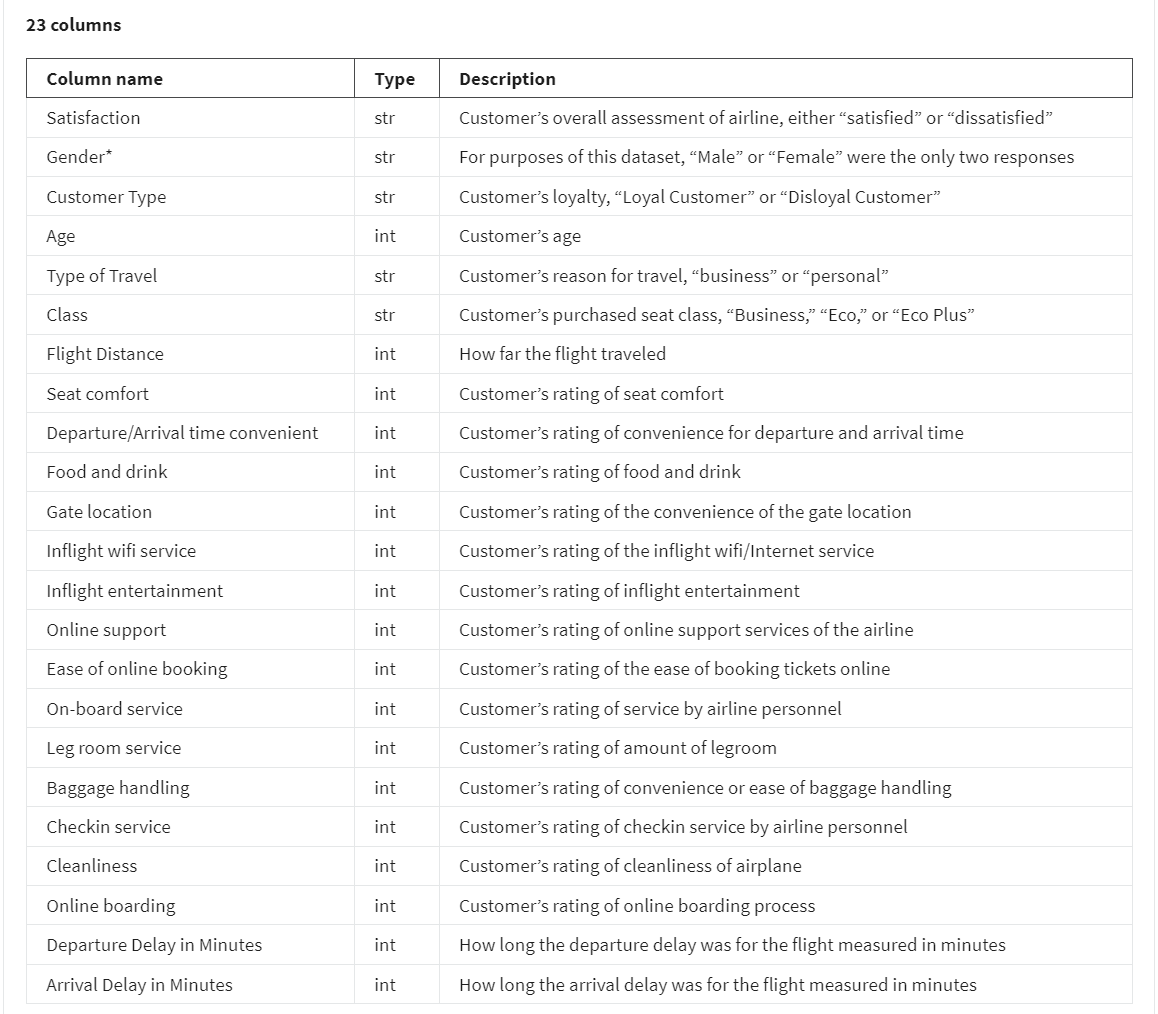 23 columns
Column name Type Description
Satisfaction str Customer’s overall assessment of airline, either “satisfied” or “dissatisfied”
Gender* str For purposes of this dataset, “Male” or “Female” were the only two responses
Customer Type str Customer’s loyalty, “Loyal Customer” or “Disloyal Customer”
Age int Customer’s age
Type of Travel str Customer’s reason for travel, “business” or “personal”
Class str Customer’s purchased seat class, “Business,” “Eco,” or “Eco Plus”
Flight Distance int How far the flight traveled
Seat comfort int Customer’s rating of seat comfort
Departure/Arrival time convenient int Customer’s rating of convenience for departure and arrival time
Food and drink int Customer’s rating of food and drink
Gate location int Customer’s rating of the convenience of the gate location
Inflight wifi service int Customer’s rating of the inflight wifi/Internet service
Inflight entertainment int Customer’s rating of inflight entertainment
Online support int Customer’s rating of online support services of the airline
Ease of online booking int Customer’s rating of the ease of booking tickets online
On-board service int Customer’s rating of service by airline personnel
Leg room service int Customer’s rating of amount of legroom
Baggage handling int Customer’s rating of convenience or ease of baggage handling
Checkin service int Customer’s rating of checkin service by airline personnel
Cleanliness int Customer’s rating of cleanliness of airplane
Online boarding int Customer’s rating of online boarding process
Departure Delay in Minutes int How long the departure delay was for the flight measured in minutes
Arrival Delay in Minutes int How long the arrival delay was for the flight measured in minutes